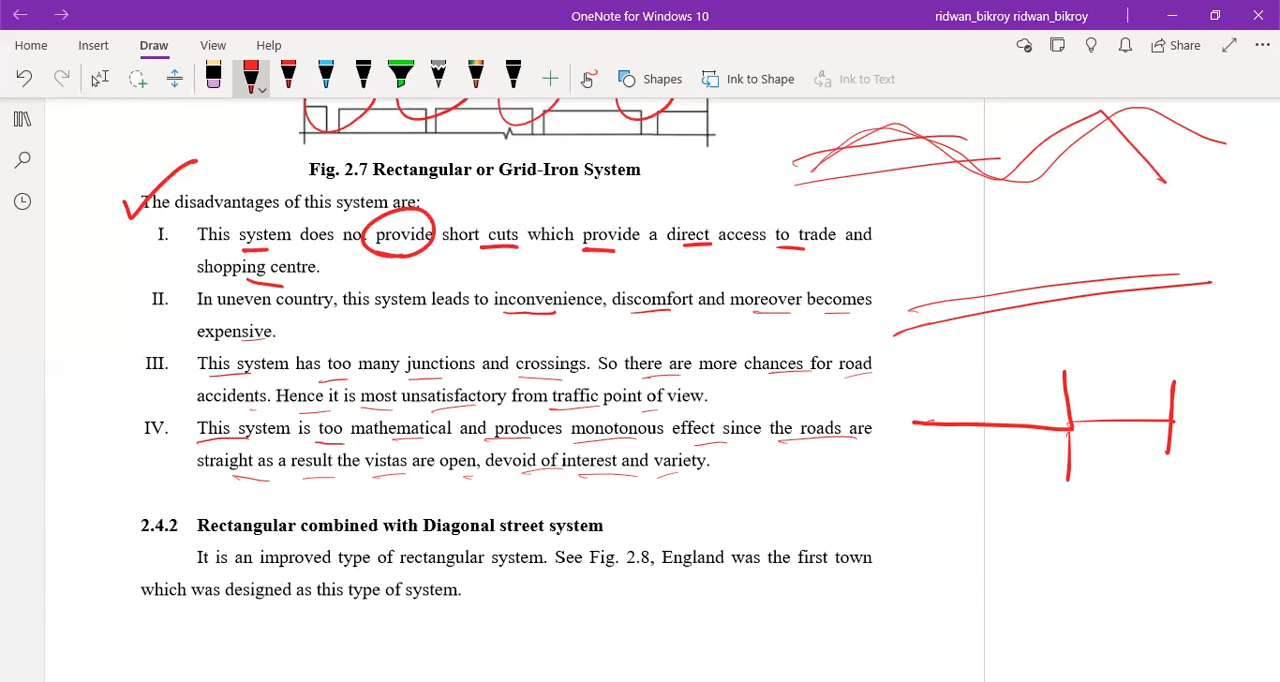 OneNote for Windows 10
ridwan_bikroy ridwan_bikroy
Home Insert Draw View Help
Share
Shapes Ink to Shape Ink to Text
Fig. 2.7 Rectangular or Grid-Iron System
The disadvantages of this system are:
I. This system does not provide short cuts which provide a direct access to trade and
shopping centre.
II. In uneven country, this system leads to inconvenience, discomfort and moreover becomes
expensive.
III. This system has too many junctions and crossings. So there are more chances for road
accidents. Hence it is most unsatisfactory from traffic point of view.
IV. This system is too mathematical and produces monotonous effect since the roads are
straight as a result the vistas are open, devoid of interest and variety.
2.4.2 Rectangular combined with Diagonal street system
It is an improved type of rectangular system. See Fig. 2.8, England was the first town
which was designed as this type of system.